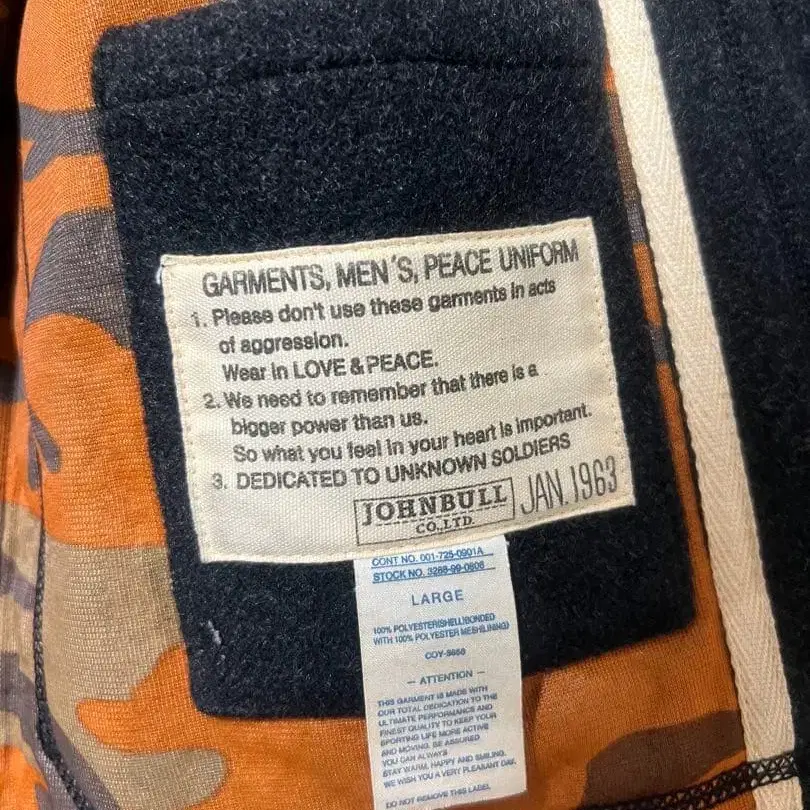 GARMENTS, MEN'S, PEACE UNIFORM
1. Please don't use these garments in acts
of aggression.
Wear in LOVE & PEACE.
2. We need to remember that there is a
bigger power than us.
So what you feel in your heart is important.
3. DEDICATED TO UNKNOWN SOLDIERS
JOHNBULL
CO.,LTD.
JAN.1963
CONT NO. 001-725-0901A
STOCK NO. 3288-99-0808
LARGE
100% POLYESTER(SHELL)BONDED
WITH 100% POLYESTER MESH(LINING)
— ATTENTION —
THIS GARMENT IS MADE WITH
OUR TOTAL DEDICATION TO THE
ULTIMATE PERFORMANCE AND
FINEST QUALITY TO KEEP YOUR
SPORTING LIFE MORE ACTIVE
AND MOVING. BE ASSURED
YOU CAN ALWAYS
STAY WARM, HAPPY AND SMILING.
WE WISH YOU A VERY PLEASANT DAY.
DO NOT REMOVE THIS LABEL